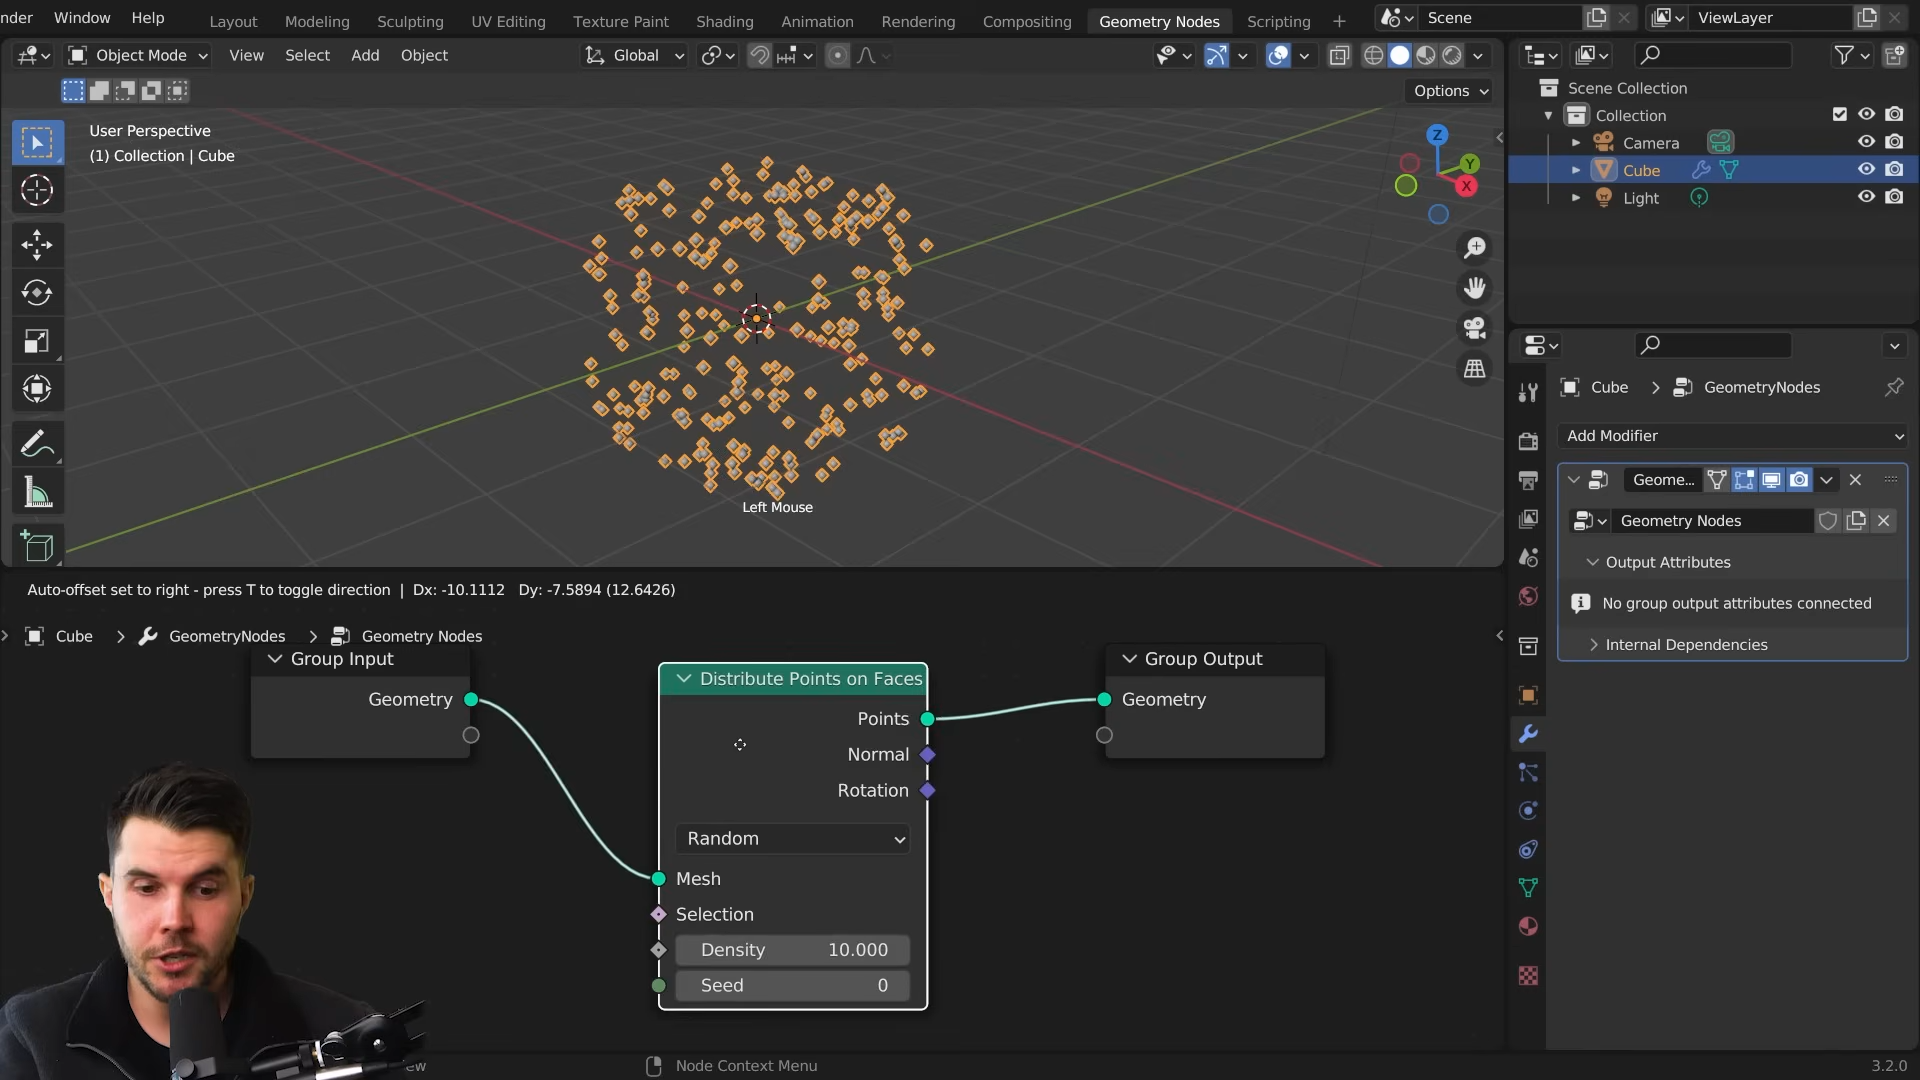 nder Window Help
Layout Modeling Sculpting UV Editing Texture Paint Shading Animation Rendering Compositing Geometry Nodes Scripting +
Scene
ViewLayer
Object Mode View Select Add Object
Global
Options
User Perspective
(1) Collection | Cube
Z
Y
X
Left Mouse
Scene Collection
Collection
Camera
Cube
Light
Cube > GeometryNodes
Add Modifier
Geome...
Geometry Nodes
Output Attributes
No group output attributes connected
Internal Dependencies
Auto-offset set to right - press T to toggle direction | Dx: -10.1112 Dy: -7.5894 (12.6426)
Cube > GeometryNodes > Geometry Nodes
Group Input
Geometry
Distribute Points on Faces
Points
Normal
Rotation
Random
Mesh
Selection
Density 10.000
Seed 0
Group Output
Geometry
ew
Node Context Menu
3.2.0